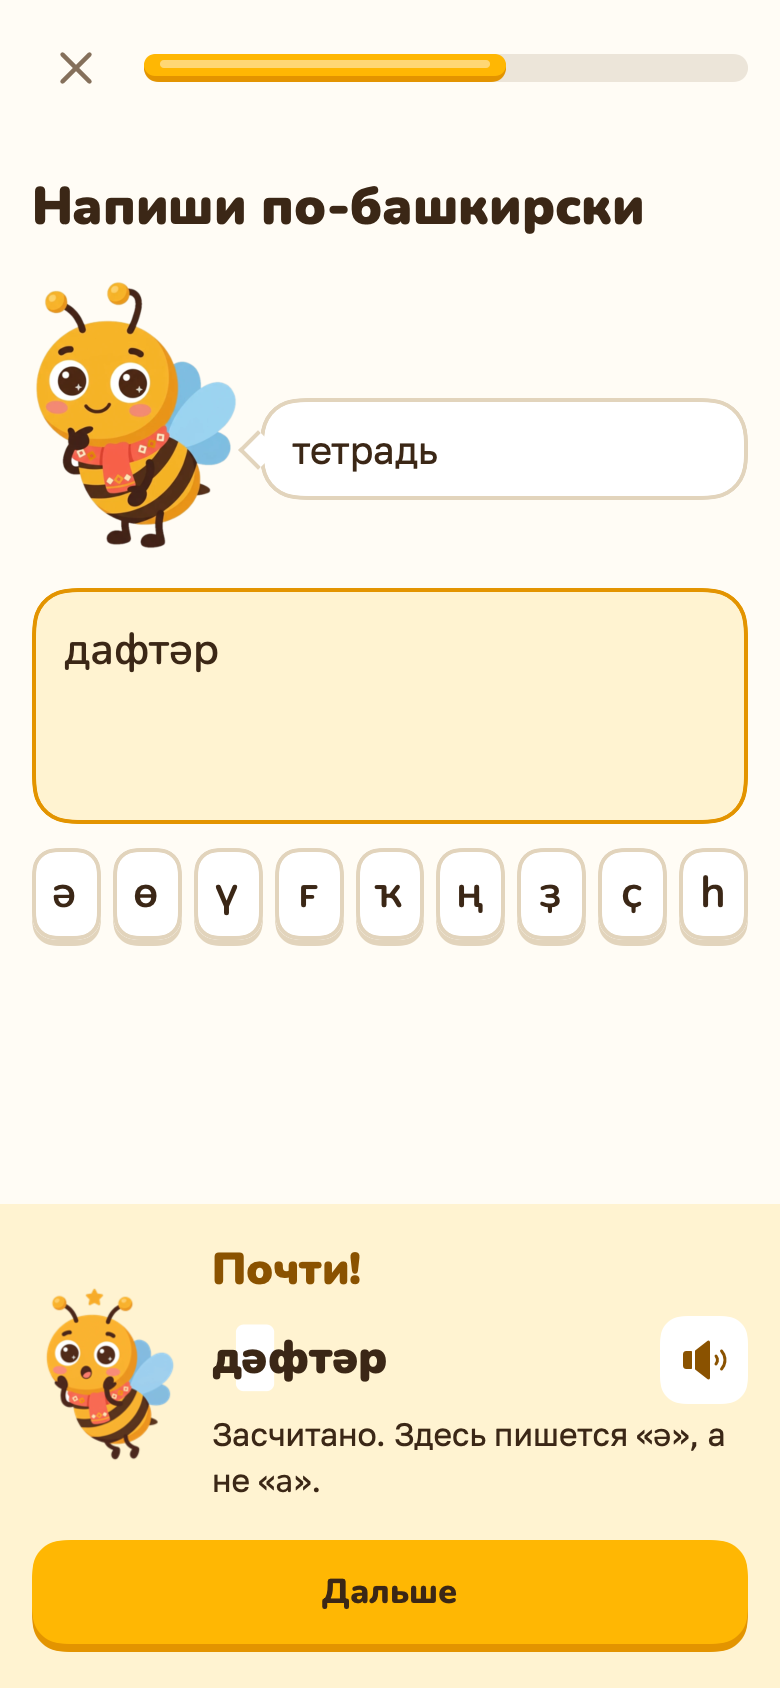 Напиши по-башкирски
тетрадь
дафтәр
ә ө ү ғ ҡ ң ҙ ҫ һ
Почти!
дәфтәр
Засчитано. Здесь пишется «ә», а
не «а».
Дальше